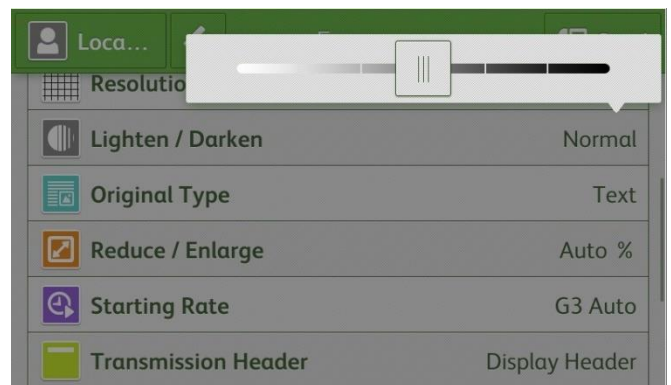 Loca...
Resolutio
Lighten / Darken Normal
Original Type Text
Reduce / Enlarge Auto %
Starting Rate G3 Auto
Transmission Header Display Header